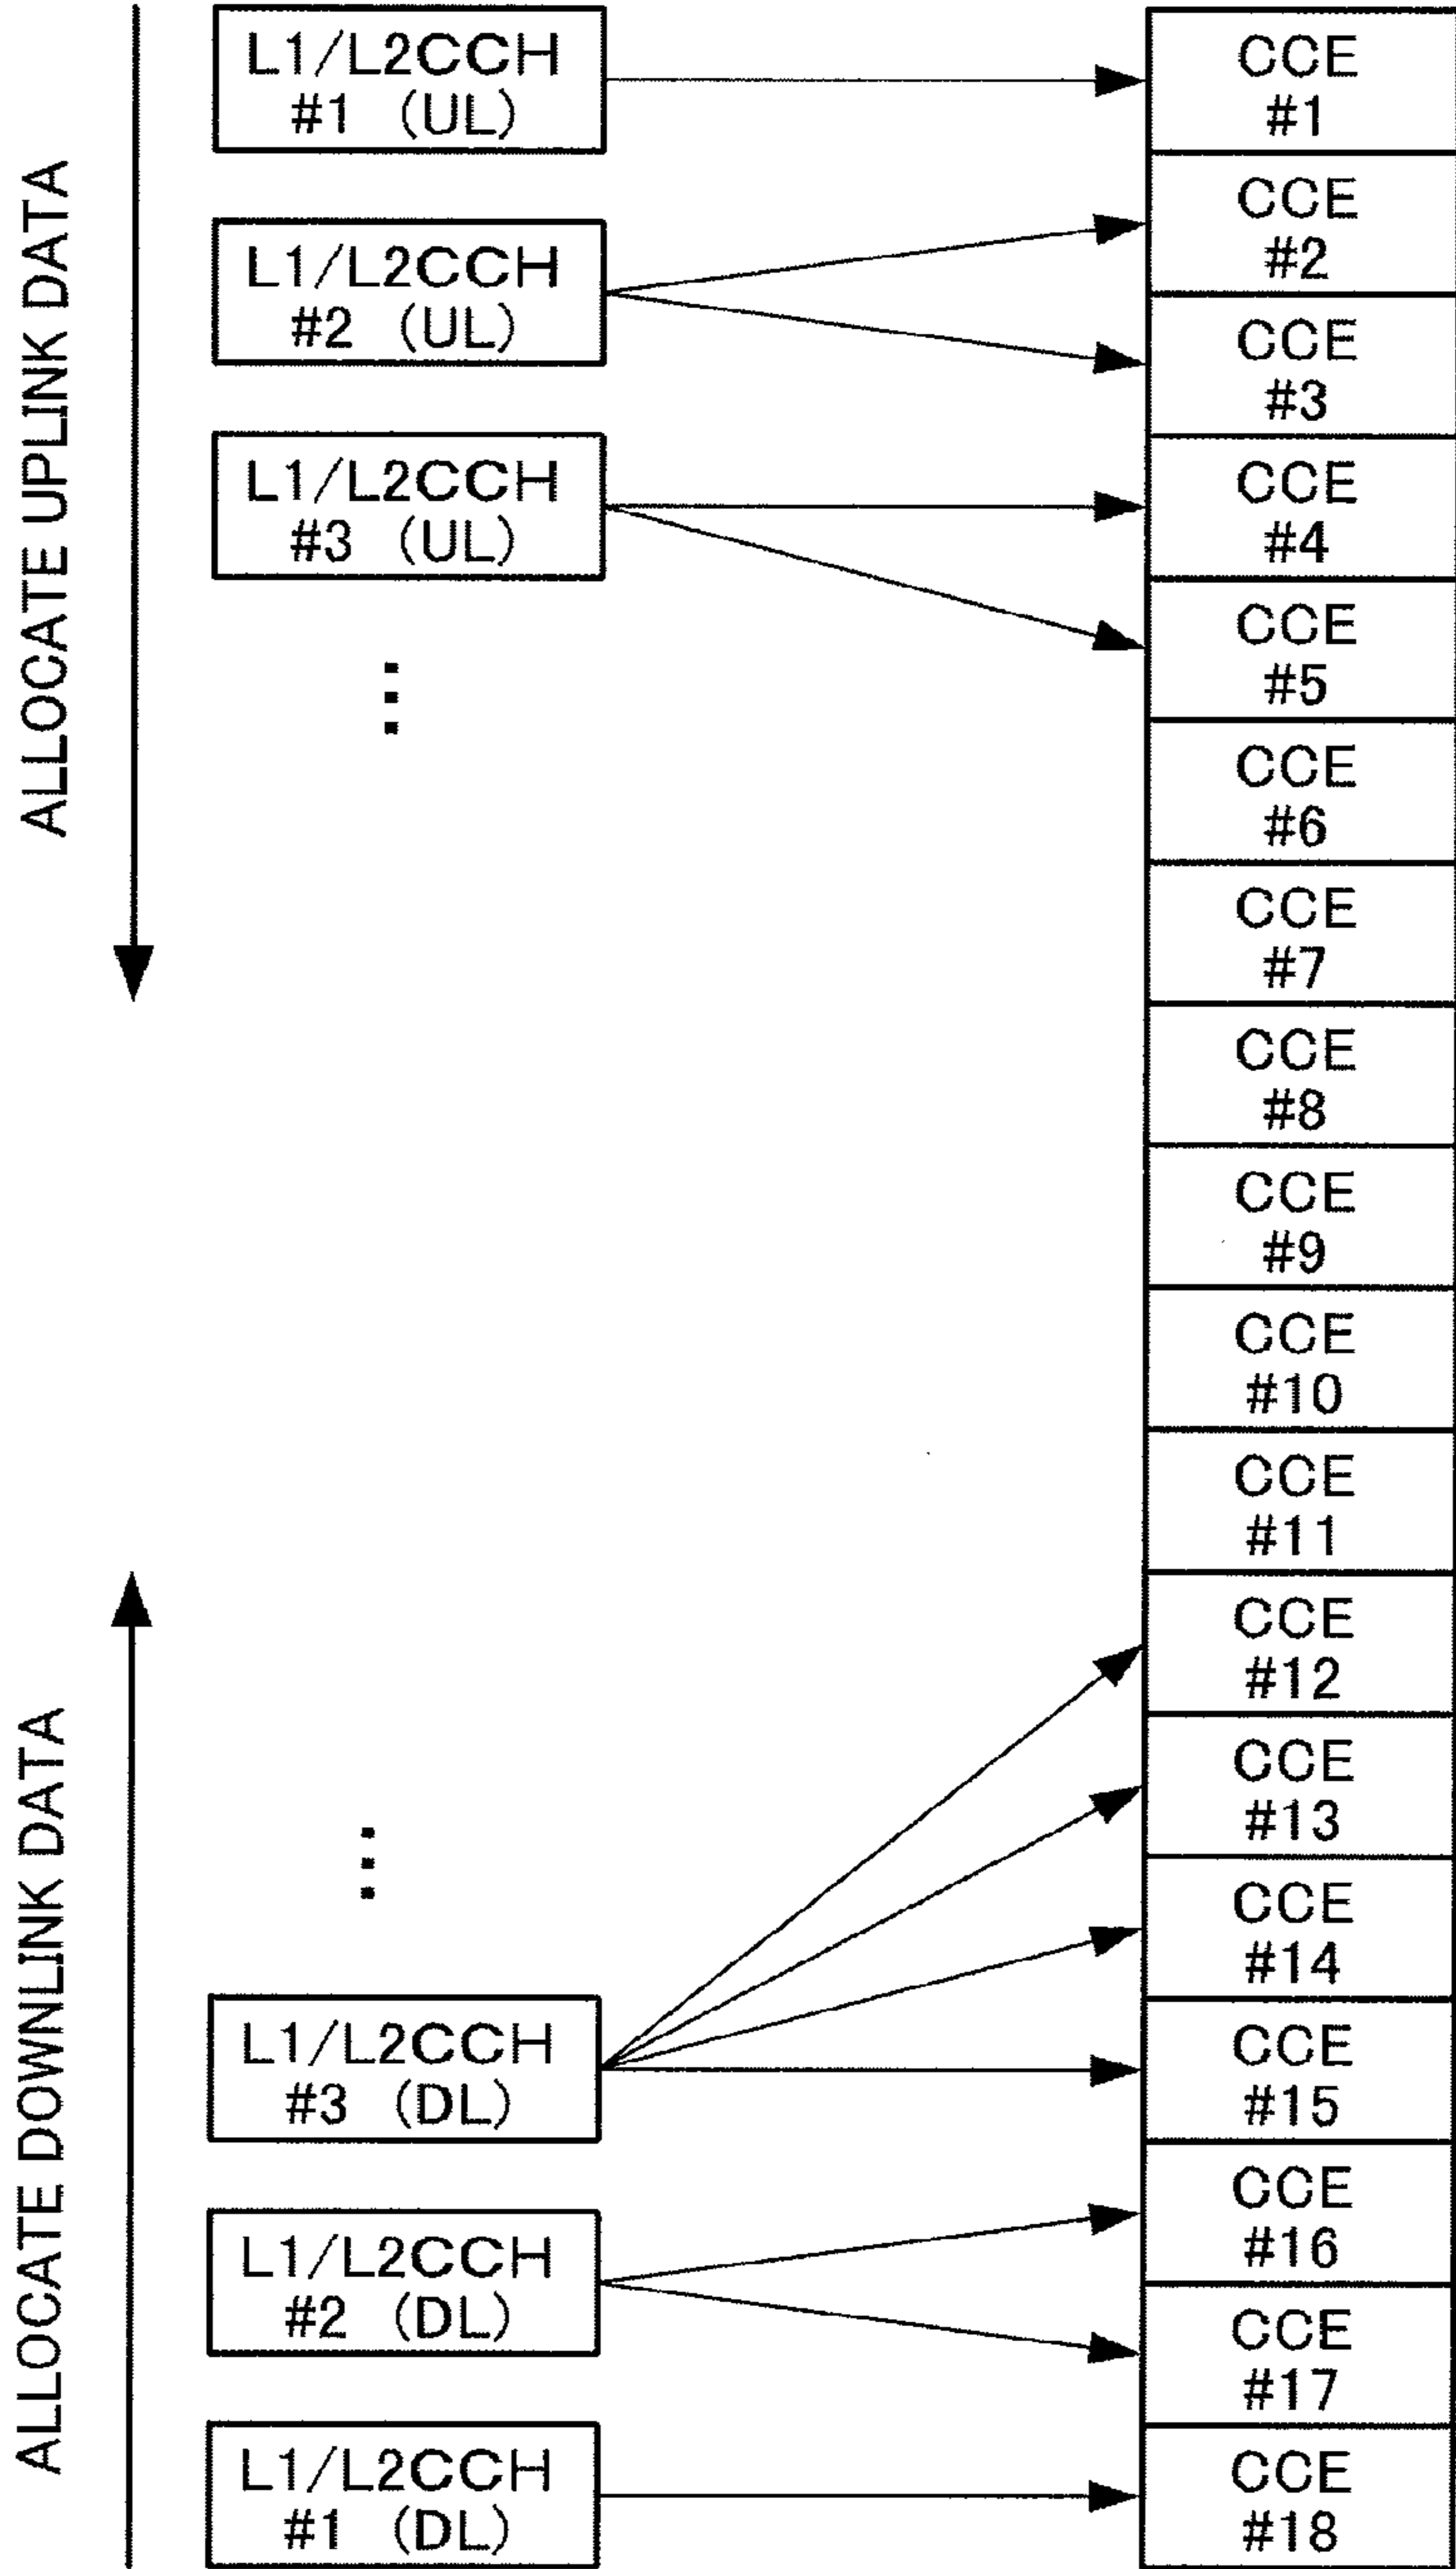 ALLOCATE UPLINK DATA
L1/L2CCH
#1 (UL)
L1/L2CCH
#2 (UL)
L1/L2CCH
#3 (UL)
ALLOCATE DOWNLINK DATA
L1/L2CCH
#3 (DL)
L1/L2CCH
#2 (DL)
L1/L2CCH
#1 (DL)
CCE
#1
CCE
#2
CCE
#3
CCE
#4
CCE
#5
CCE
#6
CCE
#7
CCE
#8
CCE
#9
CCE
#10
CCE
#11
CCE
#12
CCE
#13
CCE
#14
CCE
#15
CCE
#16
CCE
#17
CCE
#18